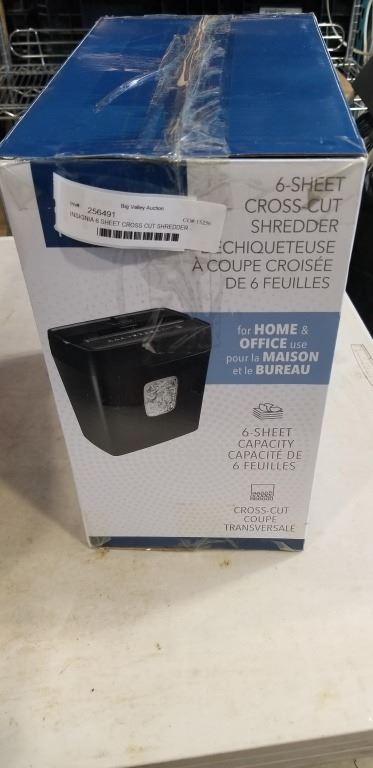 Big Valley Auction
256491
INSIGNIA 6 SHEET CROSS CUT SHREDDER
6-SHEET
CROSS-CUT
SHREDDER
ÉCHIQUETEUSE
À COUPE CROISÉE
DE 6 FEUILLES
for HOME &
OFFICE use
pour la MAISON
et le BUREAU
6-SHEET
CAPACITY
CAPACITÉ DE
6 FEUILLES
CROSS-CUT
COUPE
TRANSVERSALE